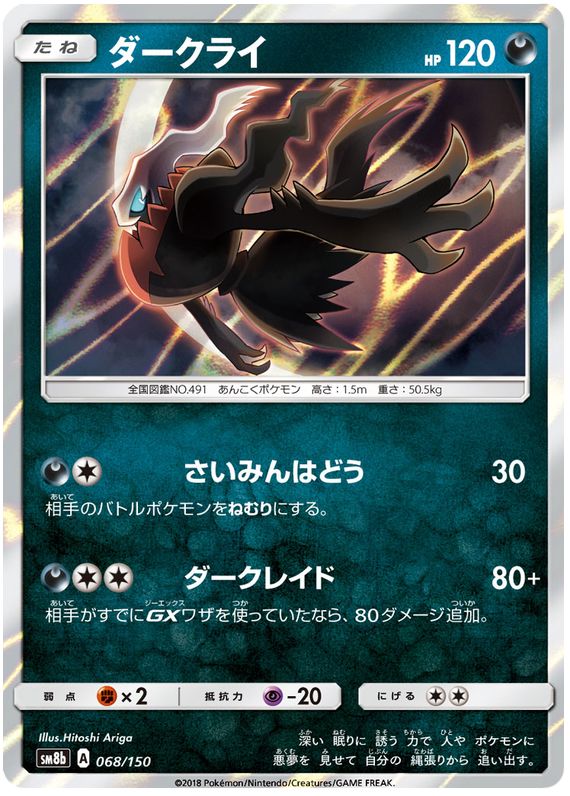 たね ダークライ HP 120
全国図鑑NO.491 あんこくポケモン 高さ：1.5m 重さ：50.5kg
さいみんはどう 30
相手のバトルポケモンをねむりにする。
ダークレイド 80+
相手がすでにGXワザを使っていたなら、80ダメージ追加。
弱点 ×2 抵抗力 -20 にげる
Illus.Hitoshi Ariga
SM8b A 068/150
深い 眠りに 誘う 力で 人や ポケモンに
悪夢を 見せて 自分の 縄張りから 追い出す。
©2018 Pokémon/Nintendo/Creatures/GAME FREAK.